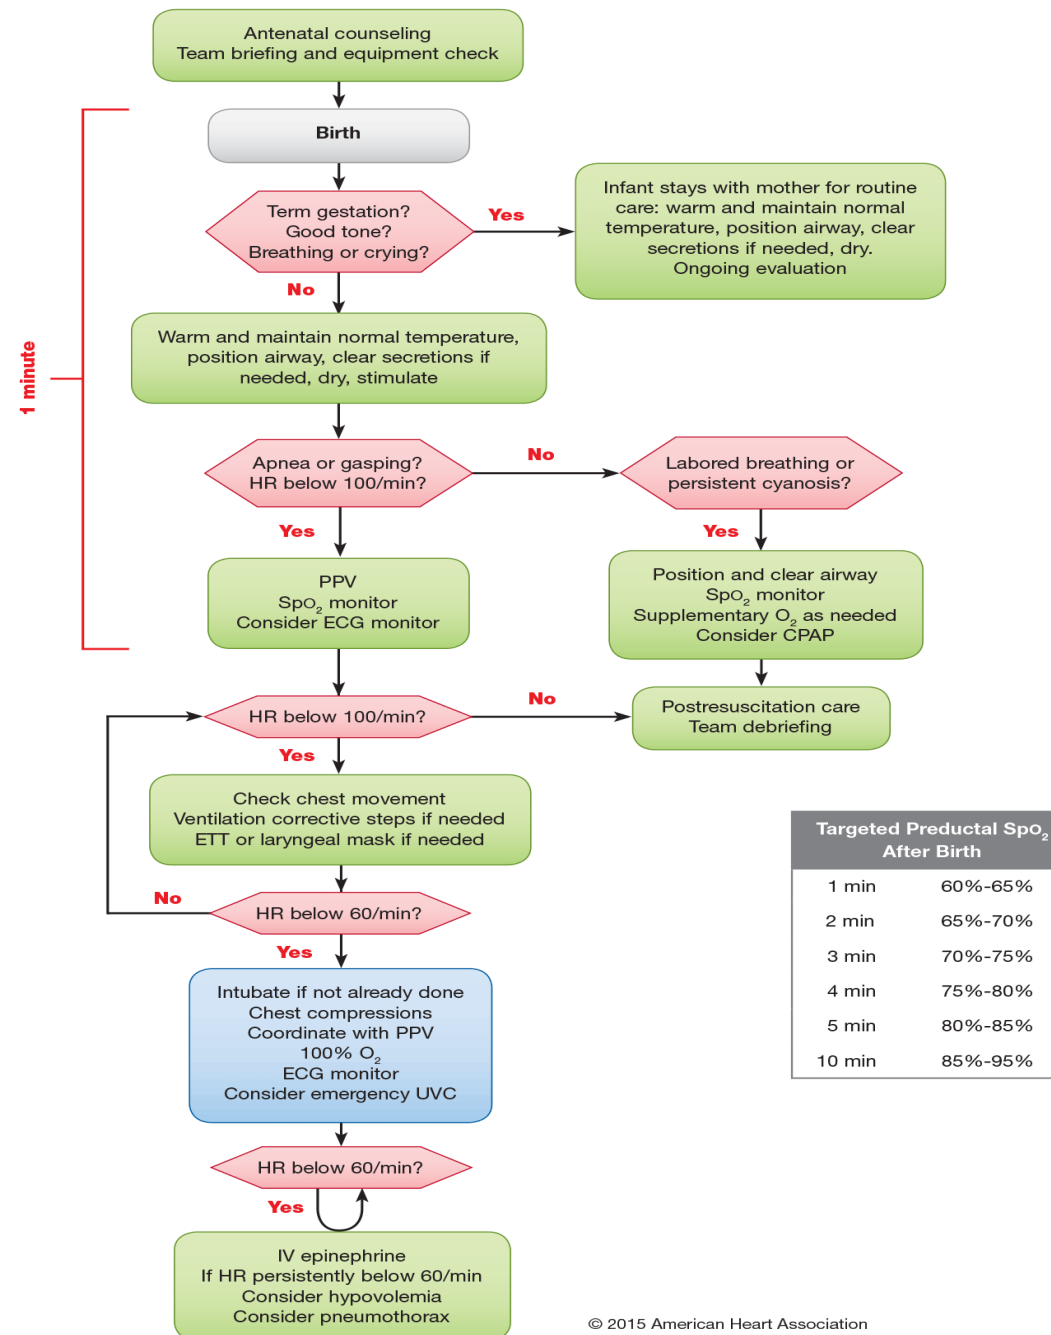 Antenatal counseling
Team briefing and equipment check
Birth
Term gestation?
Good tone?
Breathing or crying?
Yes
Infant stays with mother for routine
care: warm and maintain normal
temperature, position airway, clear
secretions if needed, dry.
Ongoing evaluation
No
Warm and maintain normal temperature,
position airway, clear secretions if
needed, dry, stimulate
1 minute
Apnea or gasping?
HR below 100/min?
No
Labored breathing or
persistent cyanosis?
Yes
Yes
PPV
SpO₂ monitor
Consider ECG monitor
Position and clear airway
SpO₂ monitor
Supplementary O₂ as needed
Consider CPAP
HR below 100/min?
No
Postresuscitation care
Team debriefing
Yes
Check chest movement
Ventilation corrective steps if needed
ETT or laryngeal mask if needed
No
HR below 60/min?
Yes
Intubate if not already done
Chest compressions
Coordinate with PPV
100% O₂
ECG monitor
Consider emergency UVC
HR below 60/min?
Yes
IV epinephrine
If HR persistently below 60/min
Consider hypovolemia
Consider pneumothorax
Targeted Preductal SpO₂
After Birth
1 min 60%-65%
2 min 65%-70%
3 min 70%-75%
4 min 75%-80%
5 min 80%-85%
10 min 85%-95%
© 2015 American Heart Association